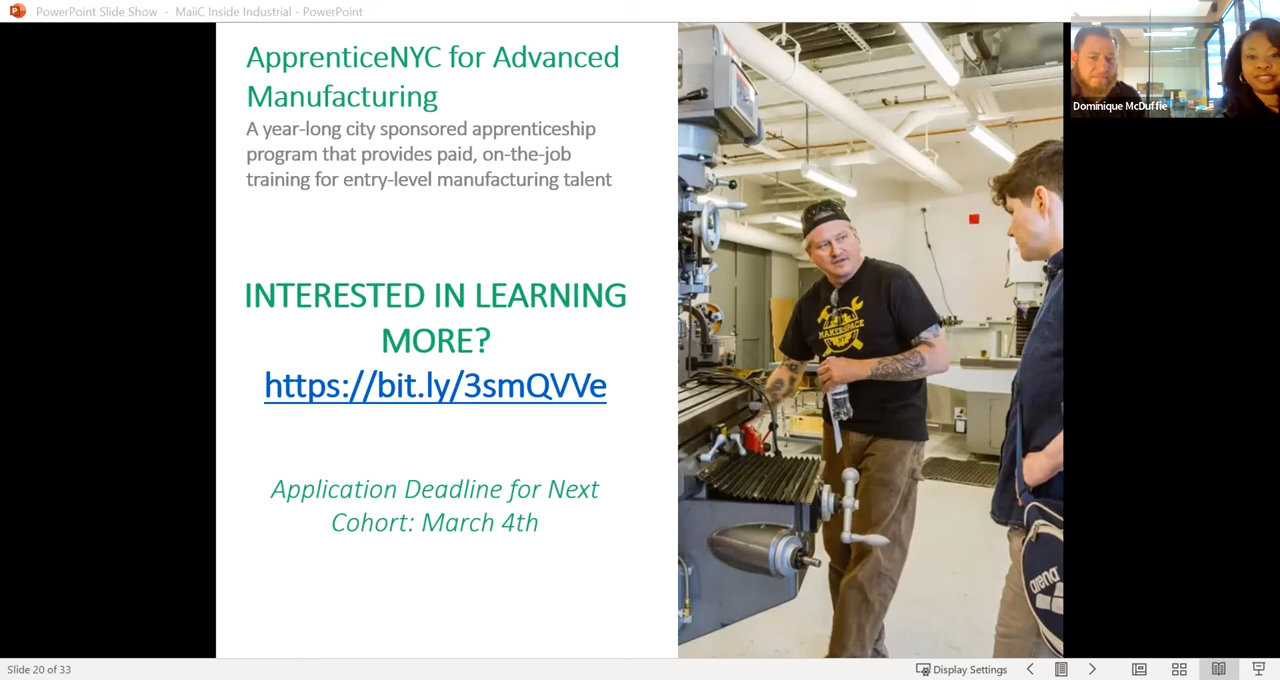 PowerPoint Slide Show - MaiiC Inside Industrial - PowerPoint
ApprenticeNYC for Advanced
Manufacturing
A year-long city sponsored apprenticeship
program that provides paid, on-the-job
training for entry-level manufacturing talent
INTERESTED IN LEARNING
MORE?
https://bit.ly/3smQVVe
Application Deadline for Next
Cohort: March 4th
MAKERSPACE
Dominique McDuffie
Slide 20 of 33
Display Settings